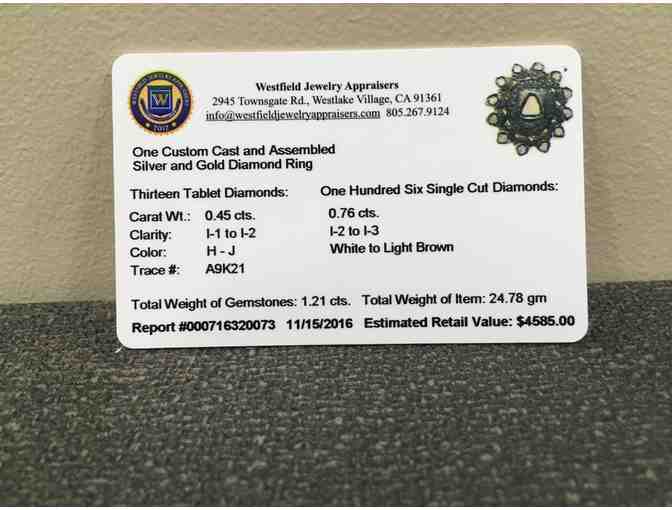 WESTFIELD JEWELRY APPRAISERS
W
2017
Westfield Jewelry Appraisers
2945 Townsgate Rd., Westlake Village, CA 91361
info@westfieldjewelryappraisers.com 805.267.9124
One Custom Cast and Assembled
Silver and Gold Diamond Ring
Thirteen Tablet Diamonds: One Hundred Six Single Cut Diamonds:
Carat Wt.: 0.45 cts. 0.76 cts.
Clarity: I-1 to I-2 I-2 to I-3
Color: H - J White to Light Brown
Trace #: A9K21
Total Weight of Gemstones: 1.21 cts. Total Weight of Item: 24.78 gm
Report #000716320073 11/15/2016 Estimated Retail Value: $4585.00